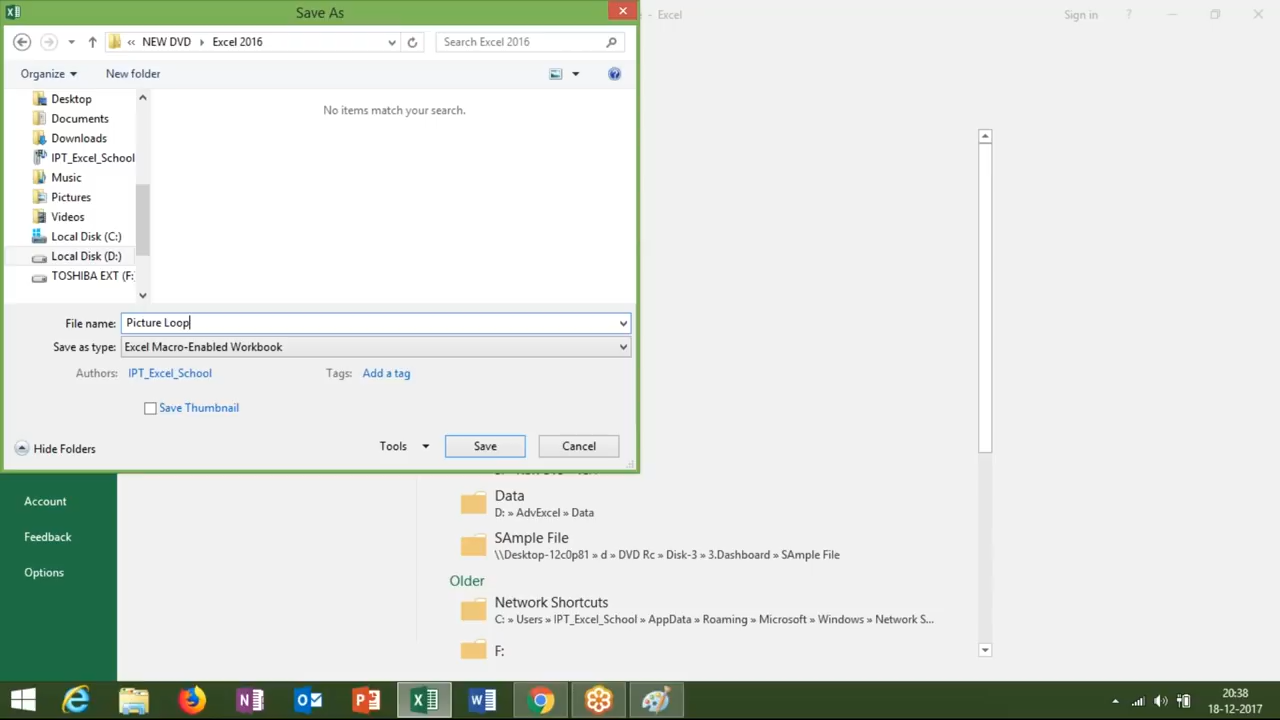 Save As
- Excel
Sign in
?
NEW DVD
Excel 2016
Search Excel 2016
Organize
New folder
Desktop
Documents
Downloads
IPT_Excel_School
Music
Pictures
Videos
Local Disk (C:)
Local Disk (D:)
TOSHIBA EXT (F:
No items match your search.
File name: Picture Loop
Save as type: Excel Macro-Enabled Workbook
Authors: IPT_Excel_School
Tags: Add a tag
Save Thumbnail
Hide Folders
Tools
Save
Cancel
Account
Feedback
Options
Data
D: » AdvExcel » Data
SAmple File
\\Desktop-12c0p81 » d » DVD Rc » Disk-3 » 3.Dashboard » SAmple File
Older
Network Shortcuts
C: » Users » IPT_Excel_School » AppData » Roaming » Microsoft » Windows » Network S...
F:
20:38
18-12-2017